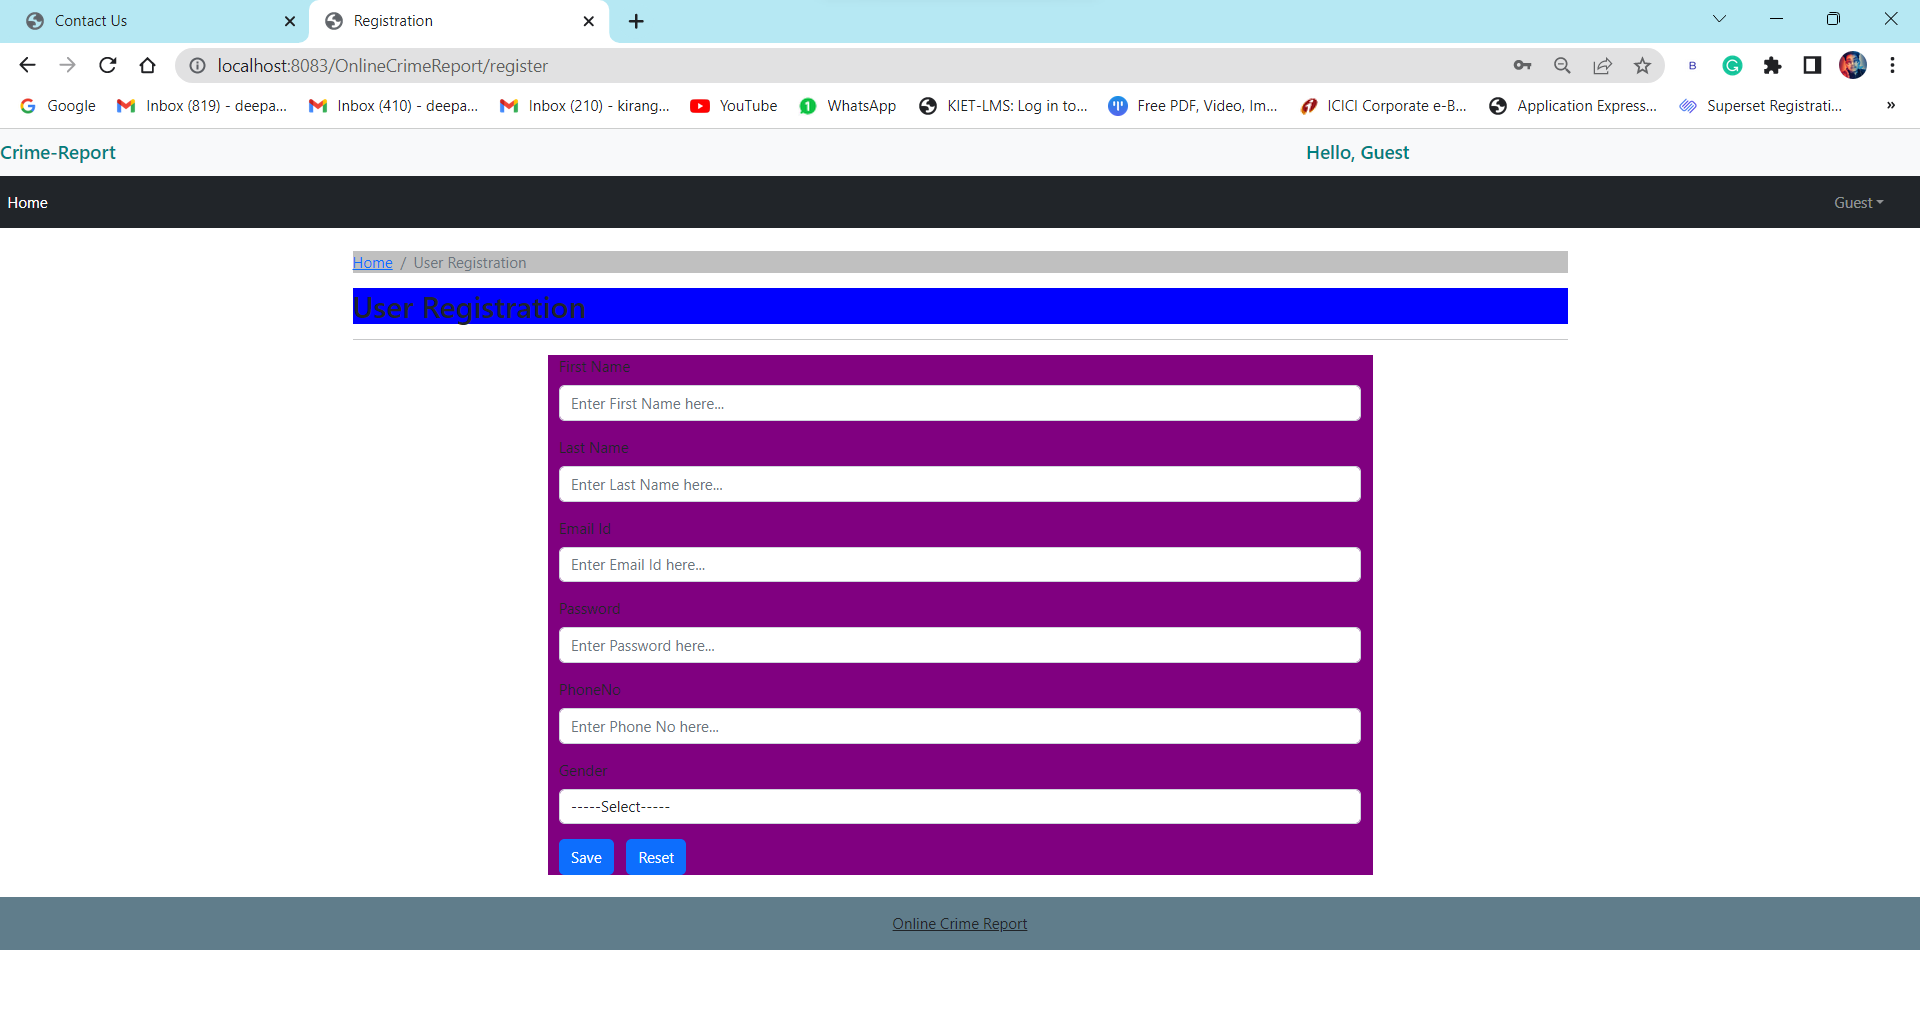 Contact Us
Registration
localhost:8083/OnlineCrimeReport/register
B
Google
Inbox (819) - deepa...
Inbox (410) - deepa...
Inbox (210) - kirang...
YouTube
1
WhatsApp
KIET-LMS: Log in to...
Free PDF, Video, Im...
ICICI Corporate e-B...
Application Express...
Superset Registrati...
»
Crime-Report
Hello, Guest
Home
Guest
Home / User Registration
User Registration
First Name
Enter First Name here...
Last Name
Enter Last Name here...
Email Id
Enter Email Id here...
Password
Enter Password here...
PhoneNo
Enter Phone No here...
Gender
-----Select-----
Save
Reset
Online Crime Report